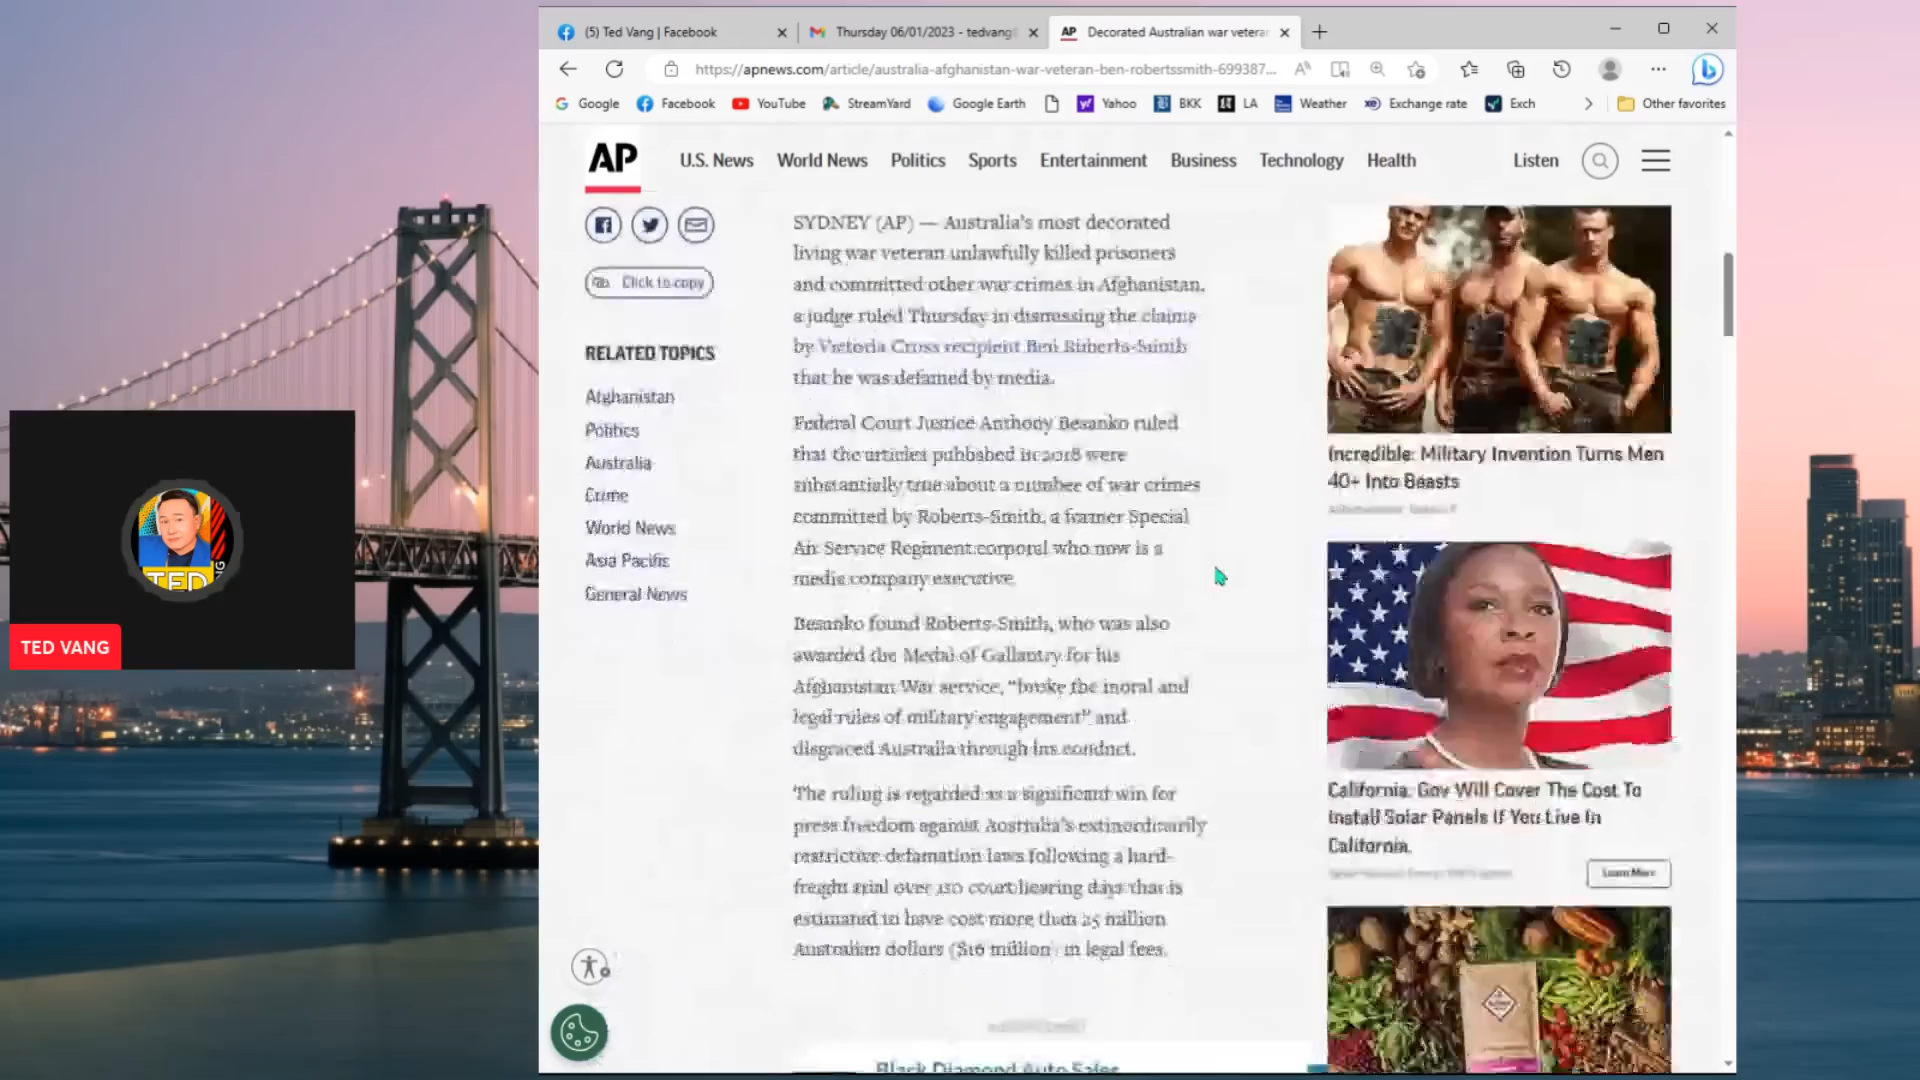 (5) Ted Vang | Facebook
Thursday 06/01/2023 - tedvang
AP Decorated Australian war vetera
https://apnews.com/article/australia-afghanistan-war-veteran-ben-robertssmith-699387...
Google Facebook YouTube StreamYard Google Earth Yahoo BKK LA Weather Exchange rate Exch Other favorites
AP U.S. News World News Politics Sports Entertainment Business Technology Health Listen
Click to copy
RELATED TOPICS
Afghanistan
Politics
Australia
Crime
World News
Asia Pacific
General News
SYDNEY (AP) — Australia's most decorated
living war veteran unlawfully killed prisoners
and committed other war crimes in Afghanistan,
a judge ruled Thursday in dismissing the claims
by Victoria Cross recipient Ben Roberts-Smith
that he was defamed by media.
Federal Court Justice Anthony Besanko ruled
that the articles published in 2018 were
substantially true about a number of war crimes
committed by Roberts-Smith, a former Special
Air Service Regiment corporal who now is a
media company executive.
Besanko found Roberts-Smith, who was also
awarded the Medal of Gallantry for his
Afghanistan War service, "broke the moral and
legal rules of military engagement" and
disgraced Australia through his conduct.
The ruling is regarded as a significant win for
press freedom against Australia's extraordinarily
restrictive defamation laws following a hard-
fought trial over 110 court hearing days that is
estimated to have cost more than 25 million
Australian dollars ($16 million) in legal fees.
Black Diamond Auto Sales
Incredible: Military Invention Turns Men
40+ Into Beasts
California: Gov Will Cover The Cost To
Install Solar Panels If You Live In
California.
Learn More
TED
TED VANG